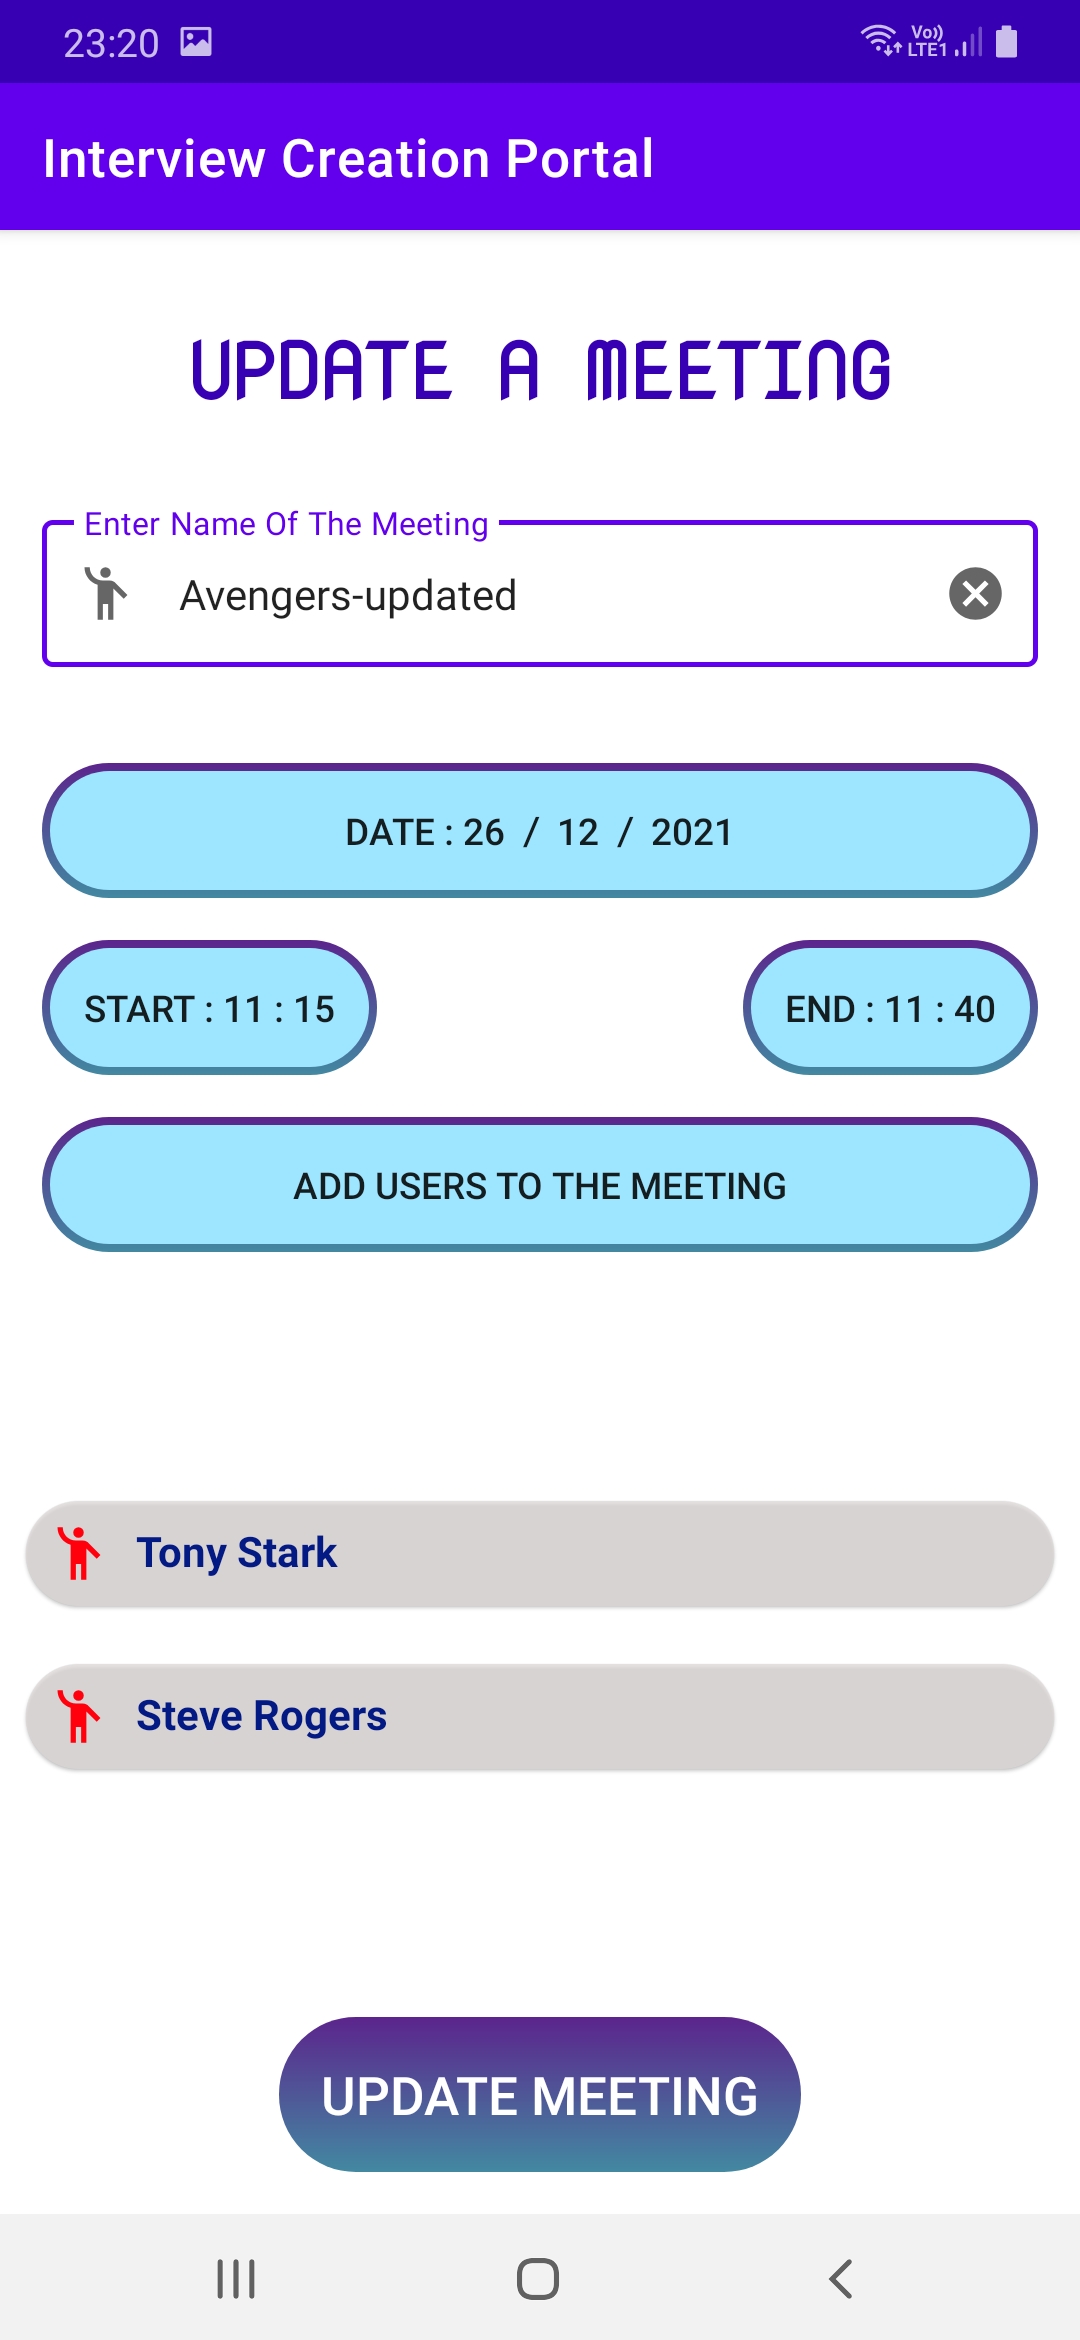 23:20 Vo)) LTE1
Interview Creation Portal
UPDATE A MEETING
Enter Name Of The Meeting
Avengers-updated
DATE : 26 / 12 / 2021
START : 11 : 15 END : 11 : 40
ADD USERS TO THE MEETING
Tony Stark
Steve Rogers
UPDATE MEETING